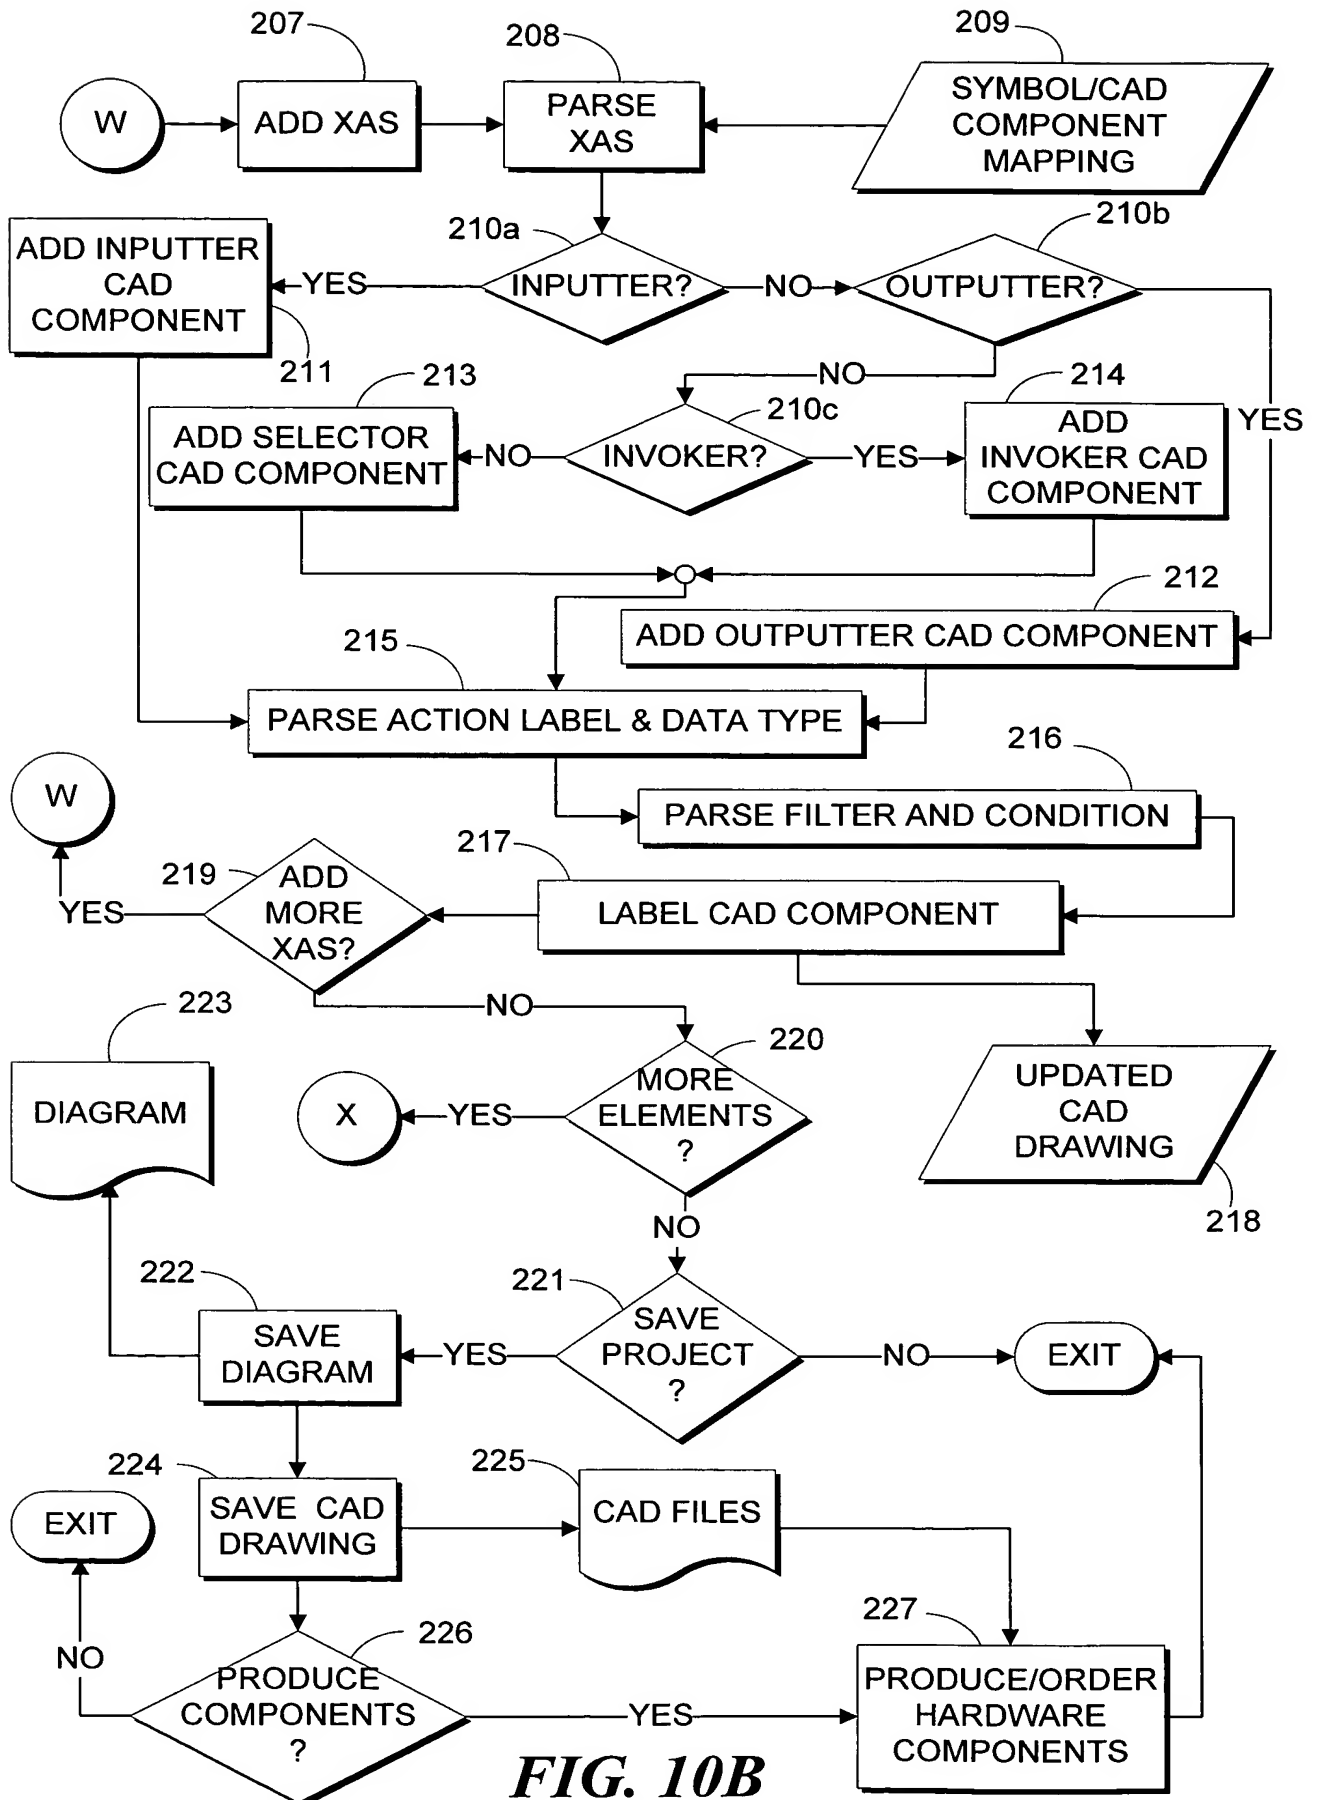 207
208
209
W
ADD XAS
PARSE
XAS
SYMBOL/CAD
COMPONENT
MAPPING
210a
210b
ADD INPUTTER
CAD
COMPONENT
YES
INPUTTER?
NO
OUTPUTTER?
211
213
NO
214
210c
YES
ADD SELECTOR
CAD COMPONENT
NO
INVOKER?
YES
ADD
INVOKER CAD
COMPONENT
212
ADD OUTPUTTER CAD COMPONENT
215
PARSE ACTION LABEL & DATA TYPE
216
W
PARSE FILTER AND CONDITION
217
219
ADD
MORE
XAS?
YES
LABEL CAD COMPONENT
223
NO
220
DIAGRAM
X
YES
MORE
ELEMENTS
?
UPDATED
CAD
DRAWING
218
NO
222
221
SAVE
DIAGRAM
YES
SAVE
PROJECT
?
NO
EXIT
224
225
EXIT
SAVE CAD
DRAWING
CAD FILES
227
226
NO
PRODUCE
COMPONENTS
?
YES
PRODUCE/ORDER
HARDWARE
COMPONENTS
FIG. 10B